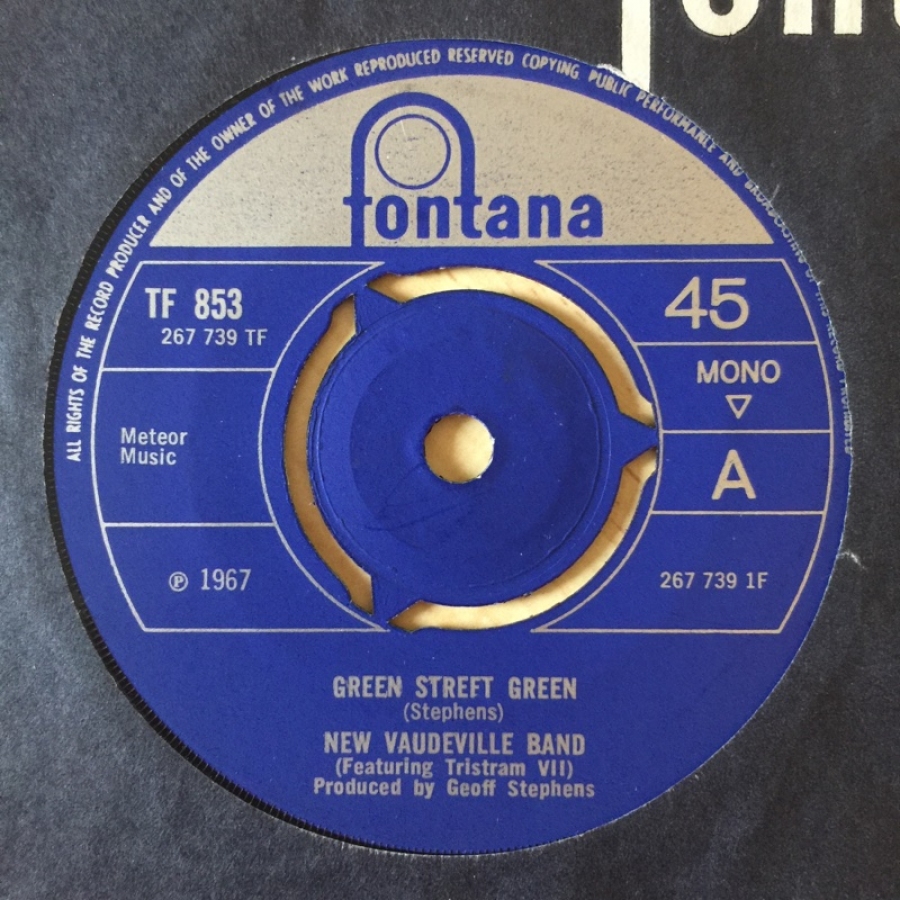 ALL RIGHTS OF THE RECORD PRODUCER AND OF THE OWNER OF THE WORK REPRODUCED RESERVED COPYING PUBLIC PERFORMANCE AND
fontana
TF 853
267 739 TF
45
MONO
Meteor
Music
A
℗ 1967
267 739 1F
GREEN STREET GREEN
(Stephens)
NEW VAUDEVILLE BAND
(Featuring Tristram VII)
Produced by Geoff Stephens